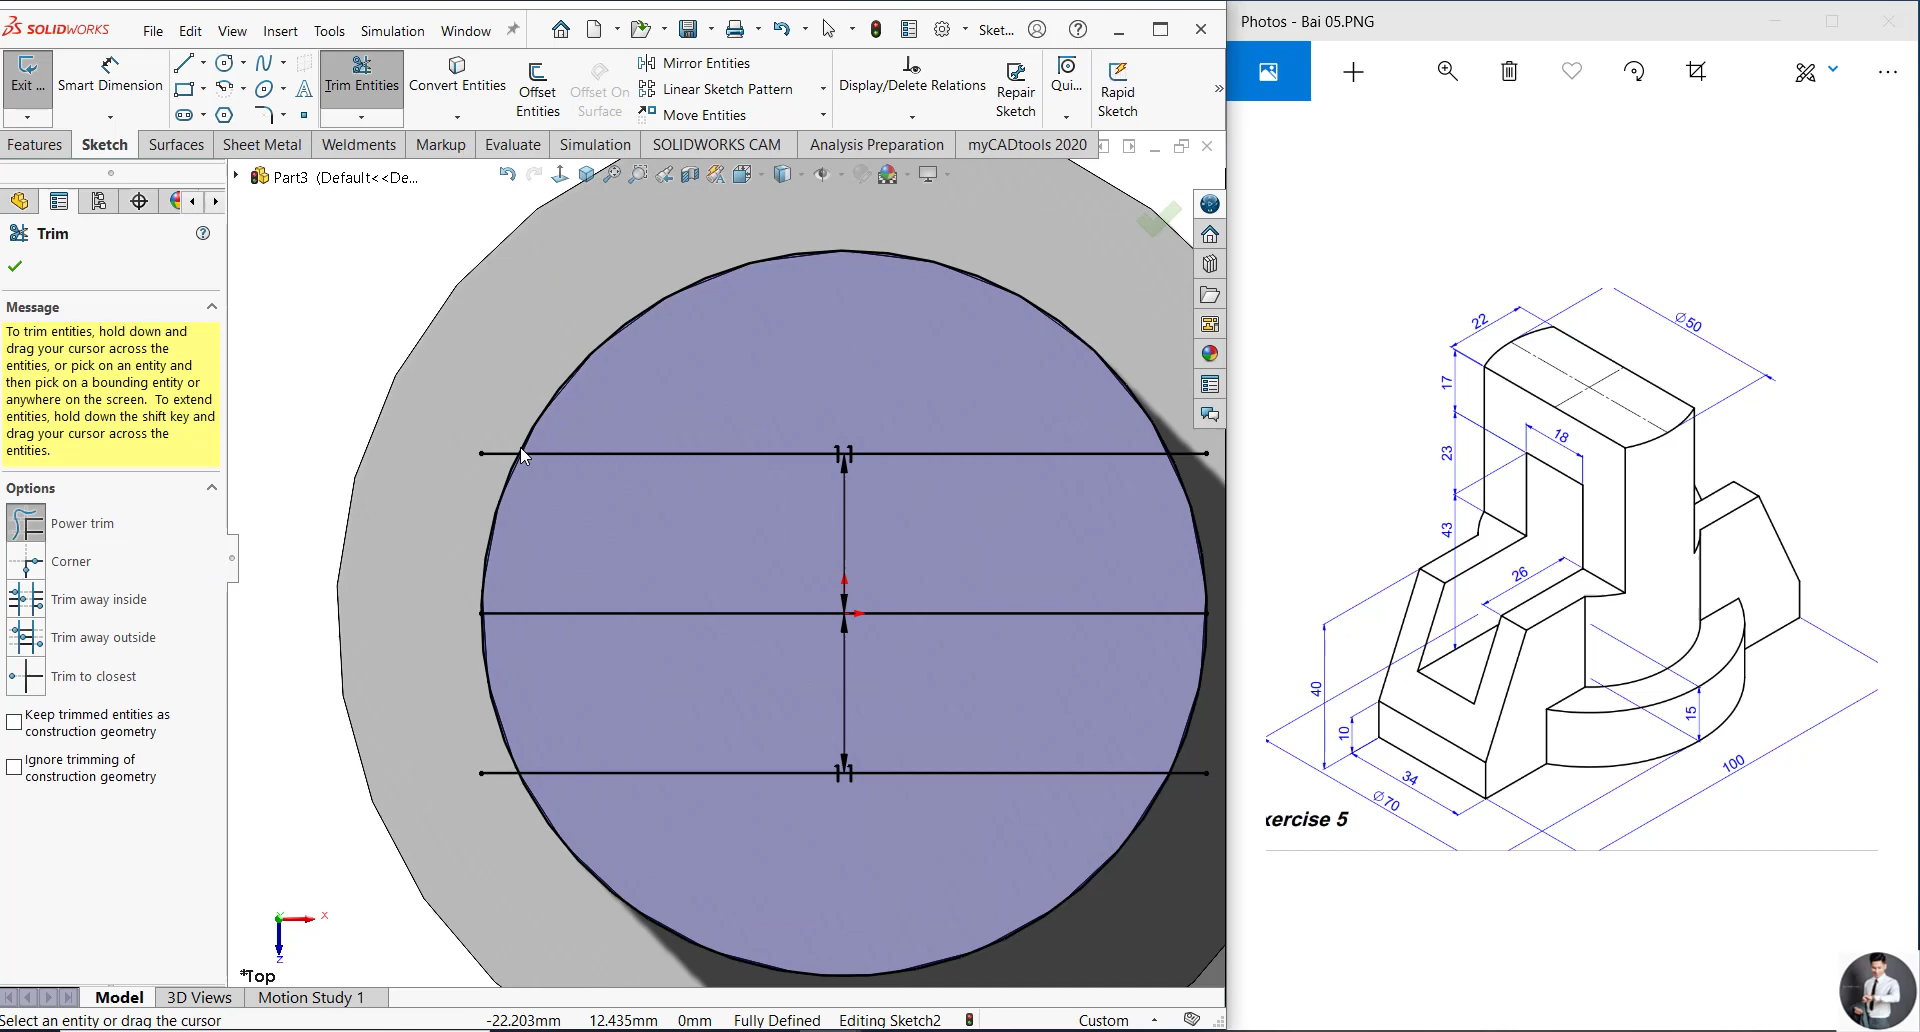 SOLIDWORKS File Edit View Insert Tools Simulation Window Sket...
Photos - Bai 05.PNG
Exit ... Smart Dimension Trim Entities Convert Entities Offset Entities Offset On Surface Mirror Entities Display/Delete Relations Repair Sketch Qui... Rapid Sketch
Linear Sketch Pattern
Move Entities
Features Sketch Surfaces Sheet Metal Weldments Markup Evaluate Simulation SOLIDWORKS CAM Analysis Preparation myCADtools 2020
Part3 (Default<<De...
Trim
Message
To trim entities, hold down and
drag your cursor across the
entities, or pick on an entity and
then pick on a bounding entity or
anywhere on the screen. To extend
entities, hold down the shift key and
drag your cursor across the
entities.
Options
Power trim
Corner
Trim away inside
Trim away outside
Trim to closest
Keep trimmed entities as
construction geometry
Ignore trimming of
construction geometry
11
11
X
Z
*Top
22
Ø50
17
18
23
43
26
40
15
10
34
100
Ø70
xercise 5
Model 3D Views Motion Study 1
Select an entity or drag the cursor -22.203mm 12.435mm 0mm Fully Defined Editing Sketch2 Custom